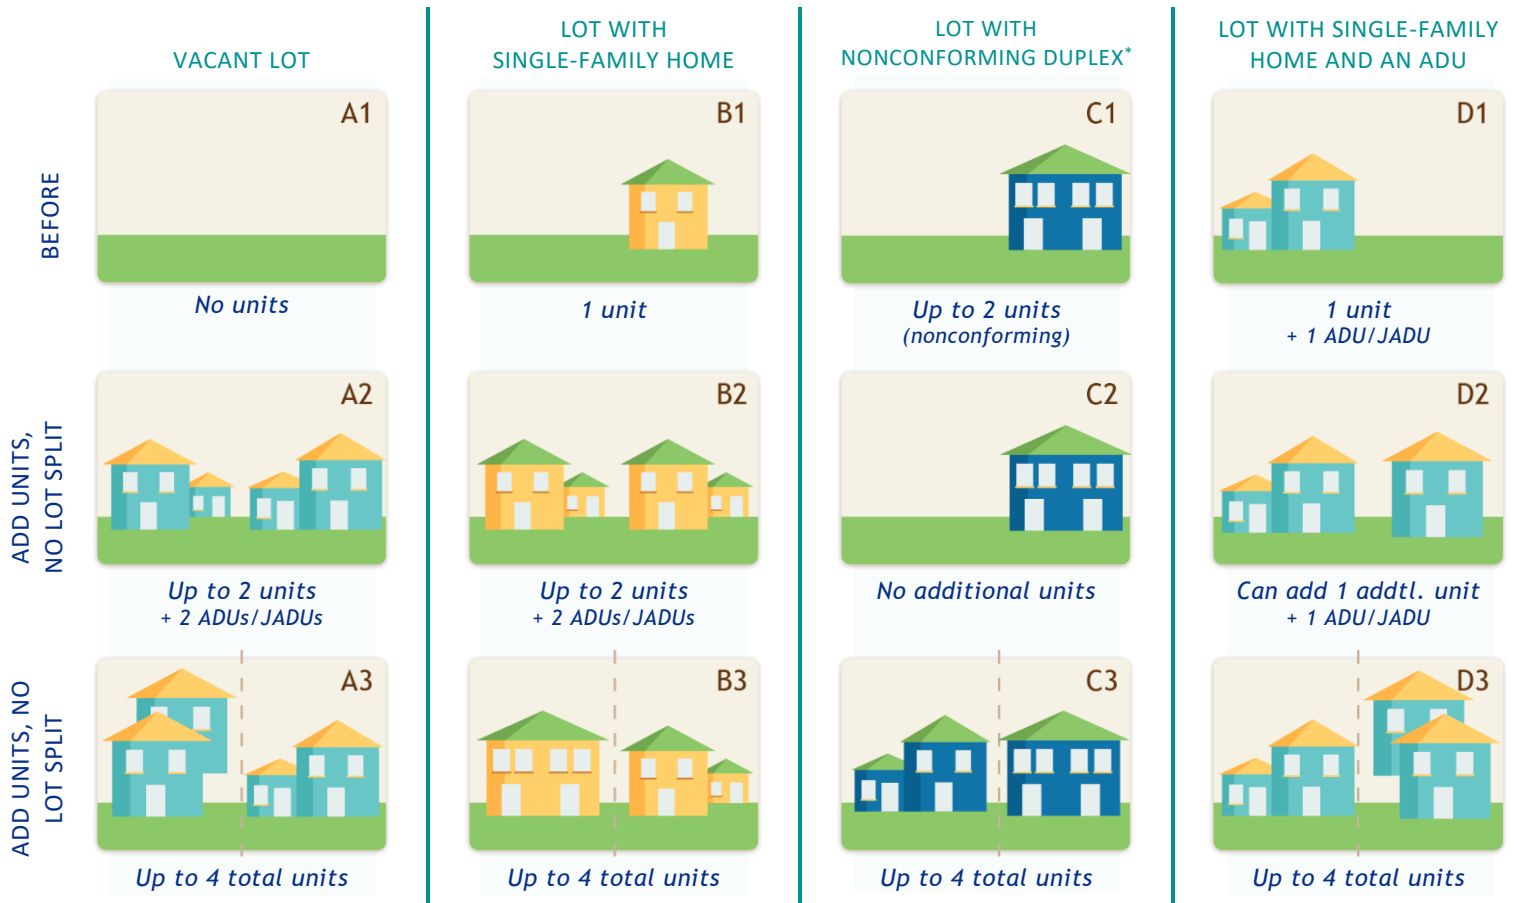 VACANT LOT
LOT WITH
SINGLE-FAMILY HOME
LOT WITH
NONCONFORMING DUPLEX*
LOT WITH SINGLE-FAMILY
HOME AND AN ADU
BEFORE
A1
No units
B1
1 unit
C1
Up to 2 units
(nonconforming)
D1
1 unit
+ 1 ADU/JADU
ADD UNITS,
NO LOT SPLIT
A2
Up to 2 units
+ 2 ADUs/JADUs
B2
Up to 2 units
+ 2 ADUs/JADUs
C2
No additional units
D2
Can add 1 addtl. unit
+ 1 ADU/JADU
ADD UNITS, NO
LOT SPLIT
A3
Up to 4 total units
B3
Up to 4 total units
C3
Up to 4 total units
D3
Up to 4 total units